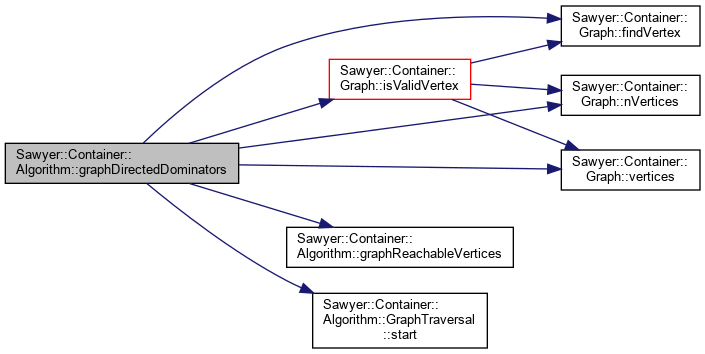 Sawyer::Container::
Algorithm::graphDirectedDominators
Sawyer::Container::
Graph::isValidVertex
Sawyer::Container::
Graph::findVertex
Sawyer::Container::
Graph::nVertices
Sawyer::Container::
Graph::vertices
Sawyer::Container::
Algorithm::graphReachableVertices
Sawyer::Container::
Algorithm::GraphTraversal
::start